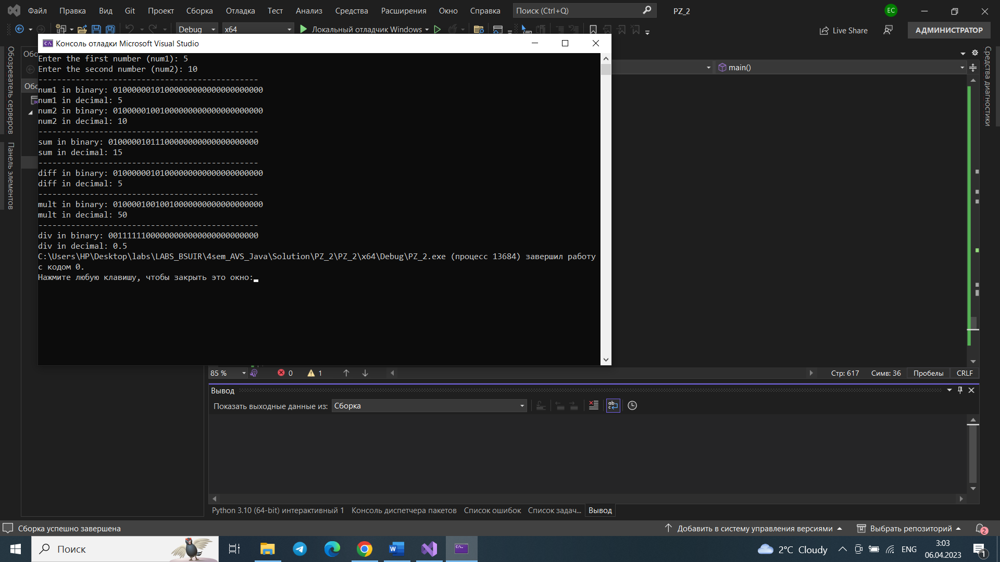 Файл Правка Вид Git Проект Сборка Отладка Тест Анализ Средства Расширения Окно Справка Поиск (Ctrl+Q) PZ_2 EC
Debug x64 Локальный отладчик Windows Live Share АДМИНИСТРАТОР
Консоль отладки Microsoft Visual Studio
Обо
main()
Обо
Обозреватель серверов
Панель элементов
Средства диагностики
Enter the first number (num1): 5
Enter the second number (num2): 10
-----------------------------------------------
num1 in binary: 01000000101000000000000000000000
num1 in decimal: 5
num2 in binary: 01000001001000000000000000000000
num2 in decimal: 10
-----------------------------------------------
sum in binary: 01000001011100000000000000000000
sum in decimal: 15
-----------------------------------------------
diff in binary: 01000000101000000000000000000000
diff in decimal: 5
-----------------------------------------------
mult in binary: 01000010010010000000000000000000
mult in decimal: 50
-----------------------------------------------
div in binary: 00111111000000000000000000000000
div in decimal: 0.5
C:\Users\HP\Desktop\labs\LABS_BSUIR\4sem_AVS_Java\Solution\PZ_2\PZ_2\x64\Debug\PZ_2.exe (процесс 13684) завершил работу
с кодом 0.
Нажмите любую клавишу, чтобы закрыть это окно:
85 % 0 1 Стр: 617 Симв: 36 Пробелы CRLF
Вывод
Показать выходные данные из: Сборка
Python 3.10 (64-bit) интерактивный 1 Консоль диспетчера пакетов Список ошибок Список задач... Вывод
Сборка успешно завершена Добавить в систему управления версиями Выбрать репозиторий 2
Поиск 2°C Cloudy ENG 3:03
06.04.2023 1